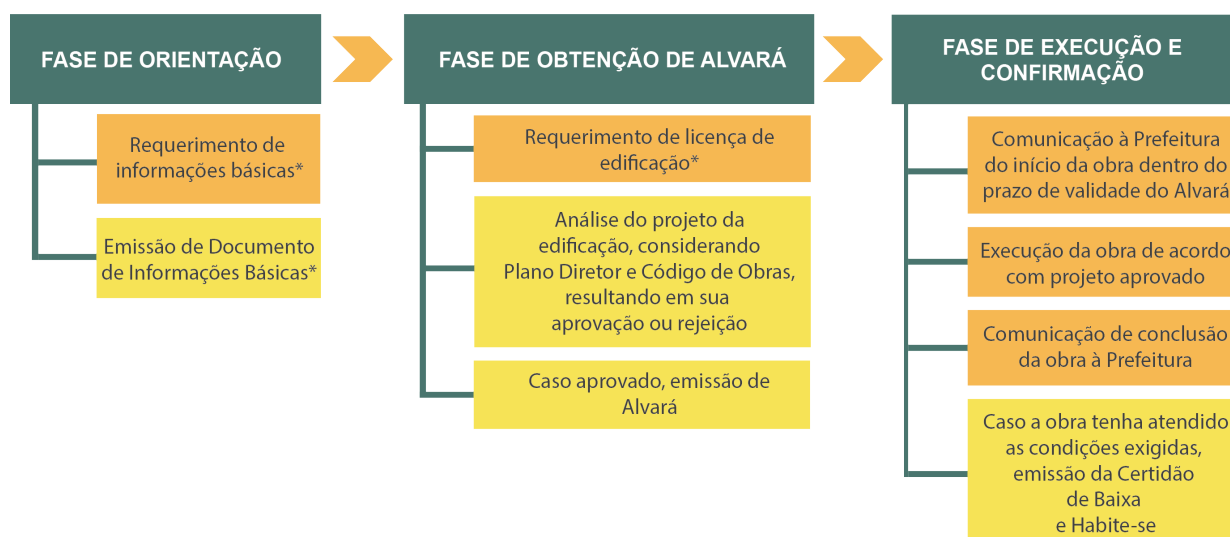 FASE DE ORIENTAÇÃO
Requerimento de
informações básicas*
Emissão de Documento
de Informações Básicas*
FASE DE OBTENÇÃO DE ALVARÁ
Requerimento de licença de
edificação*
Análise do projeto da
edificação, considerando
Plano Diretor e Código de Obras,
resultando em sua
aprovação ou rejeição
Caso aprovado, emissão de
Alvará
FASE DE EXECUÇÃO E
CONFIRMAÇÃO
Comunicação à Prefeitura
do início da obra dentro do
prazo de validade do Alvará
Execução da obra de acordo
com projeto aprovado
Comunicação de conclusão
da obra à Prefeitura
Caso a obra tenha atendido
as condições exigidas,
emissão da Certidão
de Baixa
e Habite-se